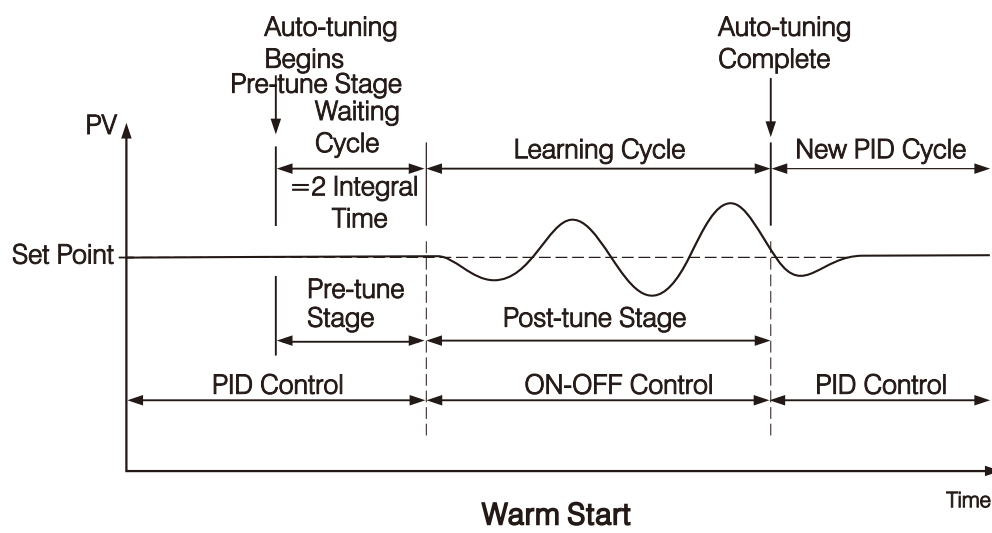 Auto-tuning
Begins
Pre-tune Stage
Auto-tuning
Complete
Waiting
Cycle
PV
Learning Cycle
New PID Cycle
=2 Integral
Time
Set Point
Pre-tune
Stage
Post-tune Stage
PID Control
ON-OFF Control
PID Control
Time
Warm Start